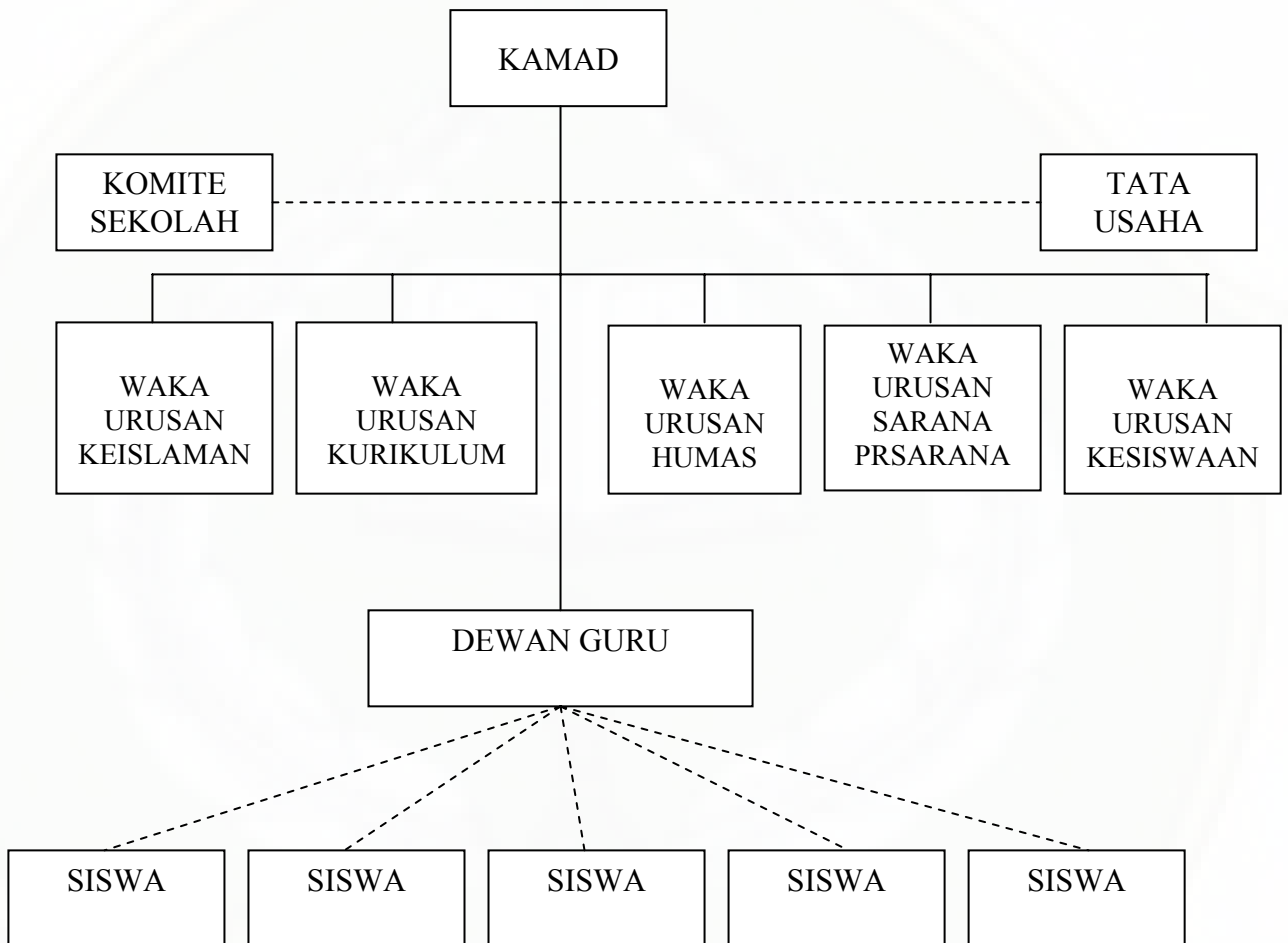 KAMAD
KOMITE
SEKOLAH
TATA
USAHA
WAKA
URUSAN
KEISLAMAN
WAKA
URUSAN
KURIKULUM
WAKA
URUSAN
HUMAS
WAKA
URUSAN
SARANA
PRSARANA
WAKA
URUSAN
KESISWAAN
DEWAN GURU
SISWA
SISWA
SISWA
SISWA
SISWA